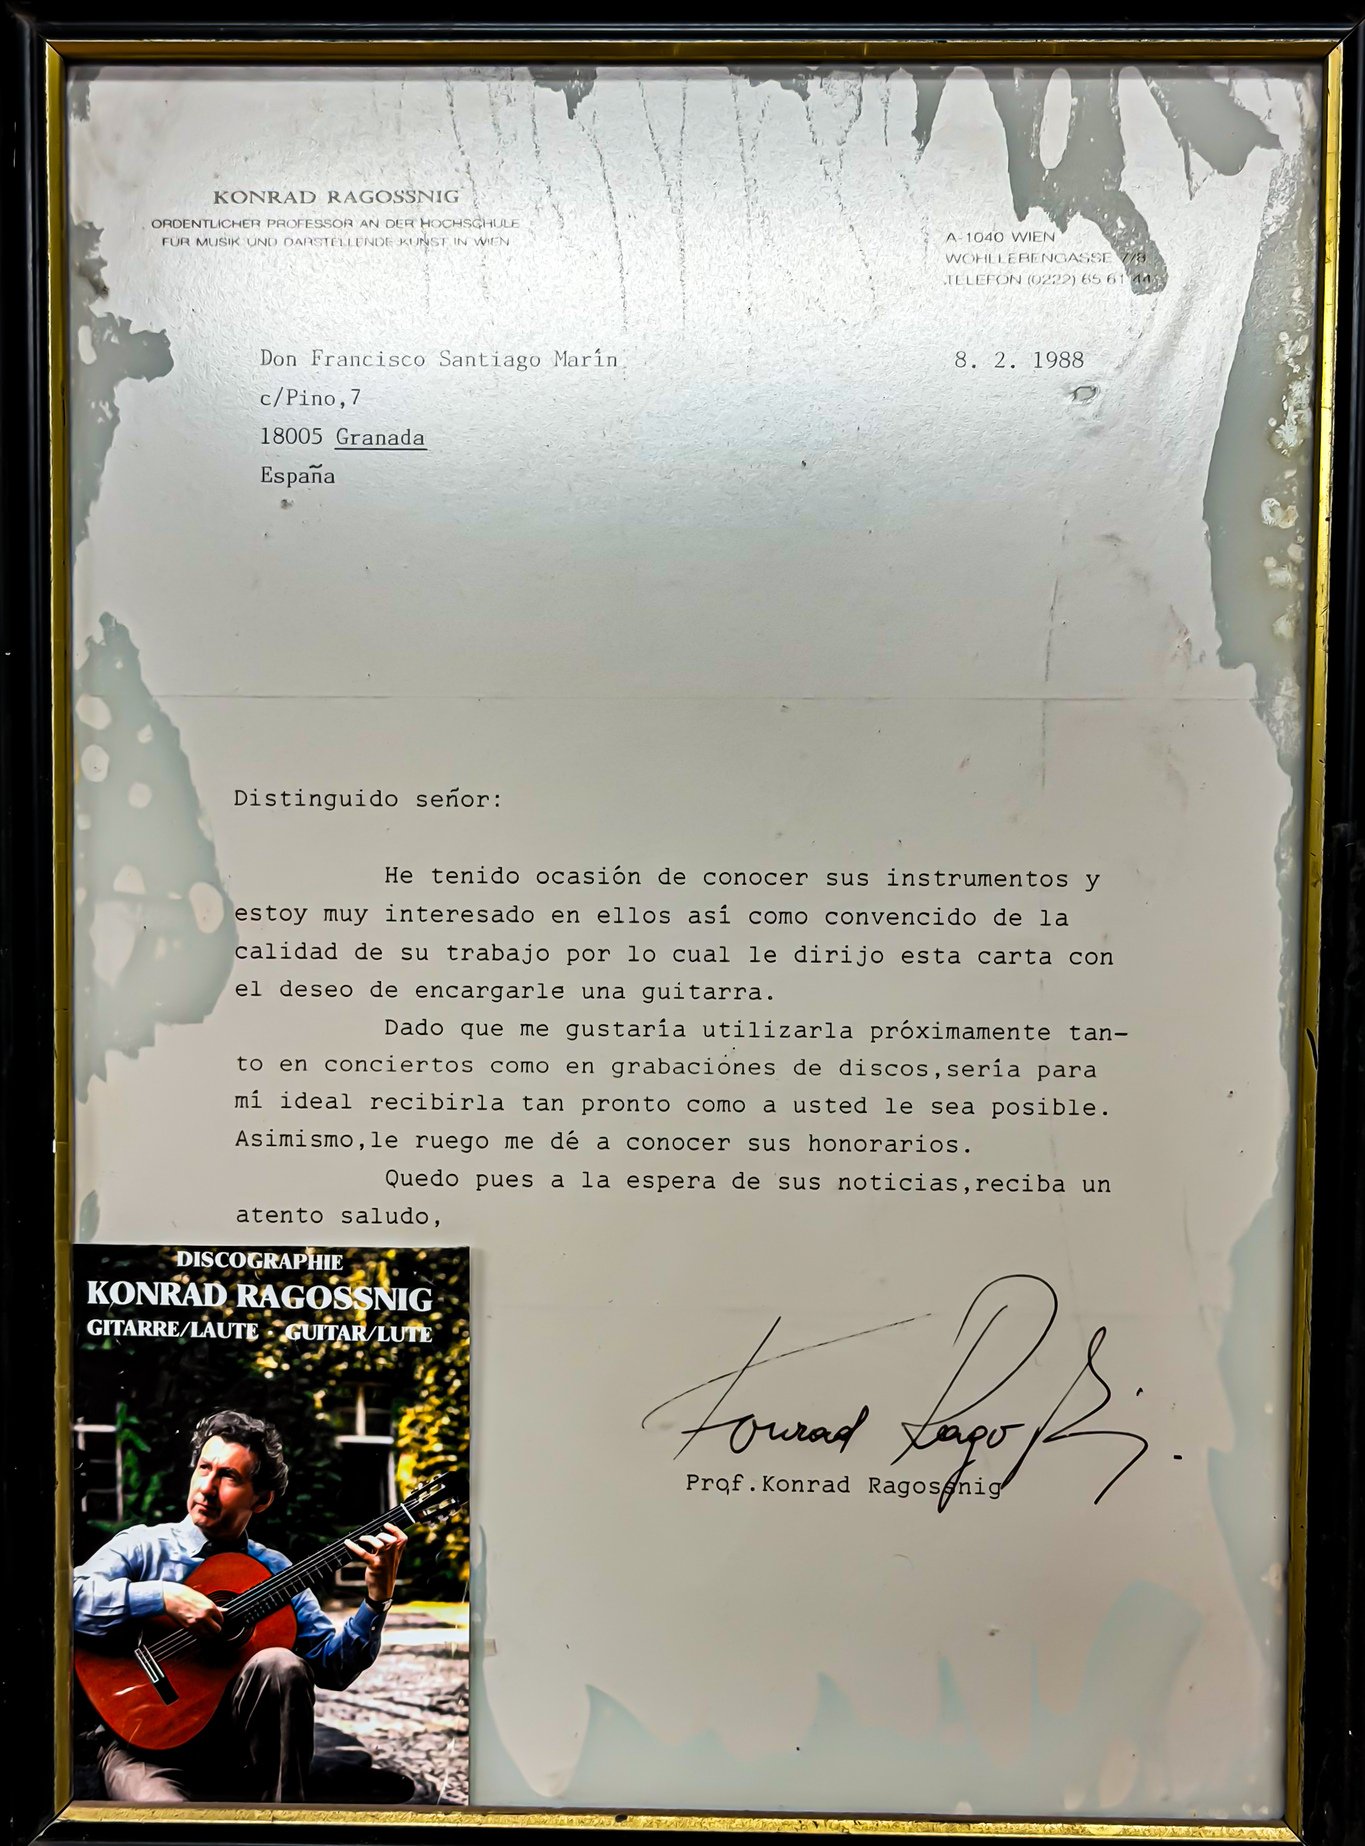 KONRAD RAGOSSNIG
ORDENTLICHER PROFESSOR AN DER HOCHSCHULE
FÜR MUSIK UND DARSTELLENDE KUNST IN WIEN
A-1040 WIEN
WOHLLEBENGASSE 7/8
TELEFON (0222) 65 61 44
Don Francisco Santiago Marín
8. 2. 1988
c/Pino,7
18005 Granada
España
Distinguido señor:
He tenido ocasión de conocer sus instrumentos y
estoy muy interesado en ellos así como convencido de la
calidad de su trabajo por lo cual le dirijo esta carta con
el deseo de encargarle una guitarra.
Dado que me gustaría utilizarla próximamente tan-
to en conciertos como en grabaciónes de discos,sería para
mí ideal recibirla tan pronto como a usted le sea posible.
Asimismo,le ruego me dé a conocer sus honorarios.
Quedo pues a la espera de sus noticias,reciba un
atento saludo,
Konrad Ragossnig
Prof.Konrad Ragossnig
DISCOGRAPHIE
KONRAD RAGOSSNIG
GITARRE/LAUTE · GUITAR/LUTE